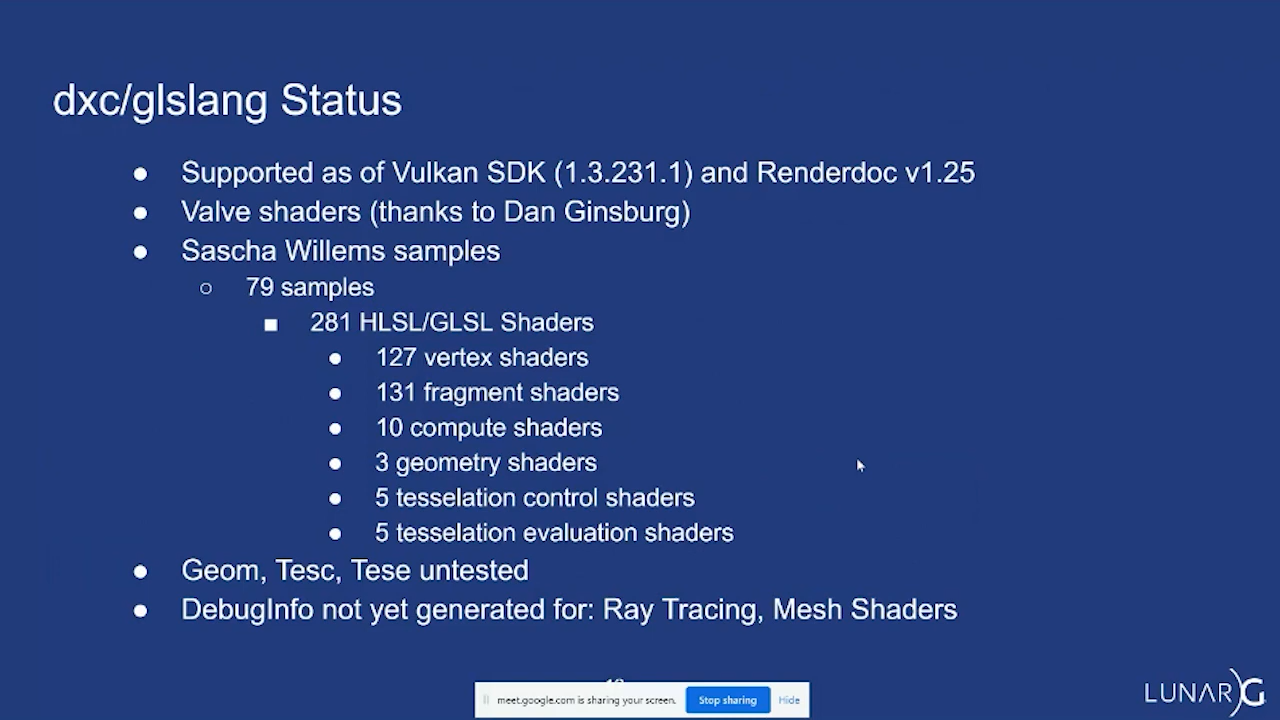 dxc/glslang Status
● Supported as of Vulkan SDK (1.3.231.1) and Renderdoc v1.25
● Valve shaders (thanks to Dan Ginsburg)
● Sascha Willems samples
○ 79 samples
■ 281 HLSL/GLSL Shaders
● 127 vertex shaders
● 131 fragment shaders
● 10 compute shaders
● 3 geometry shaders
● 5 tesselation control shaders
● 5 tesselation evaluation shaders
● Geom, Tesc, Tese untested
● DebugInfo not yet generated for: Ray Tracing, Mesh Shaders
meet.google.com is sharing your screen. Stop sharing Hide
LUNARG